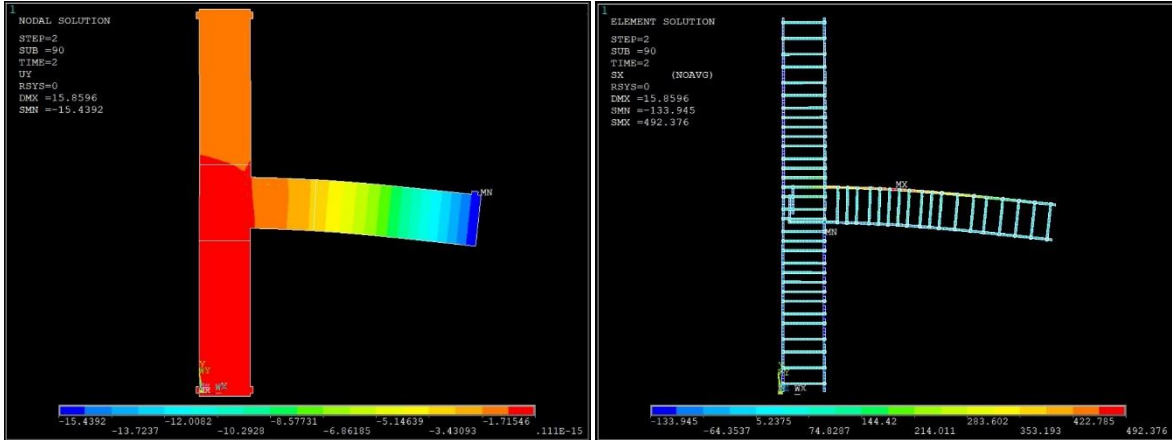 1
NODAL SOLUTION
STEP=2
SUB =90
TIME=2
UY
RSYS=0
DMX =15.8596
SMN =-15.4392
MN
Y
WY
WX
-15.4392
-12.0082
-8.57731
-5.14639
-1.71546
-13.7237
-10.2928
-6.86185
-3.43093
.111E-15
1
ELEMENT SOLUTION
STEP=2
SUB =90
TIME=2
SX (NOAVG)
RSYS=0
DMX =15.8596
SMN =-133.945
SMX =492.376
MX
MN
WX
-133.945
5.2375
144.42
283.602
422.785
-64.3537
74.8287
214.011
353.193
492.376